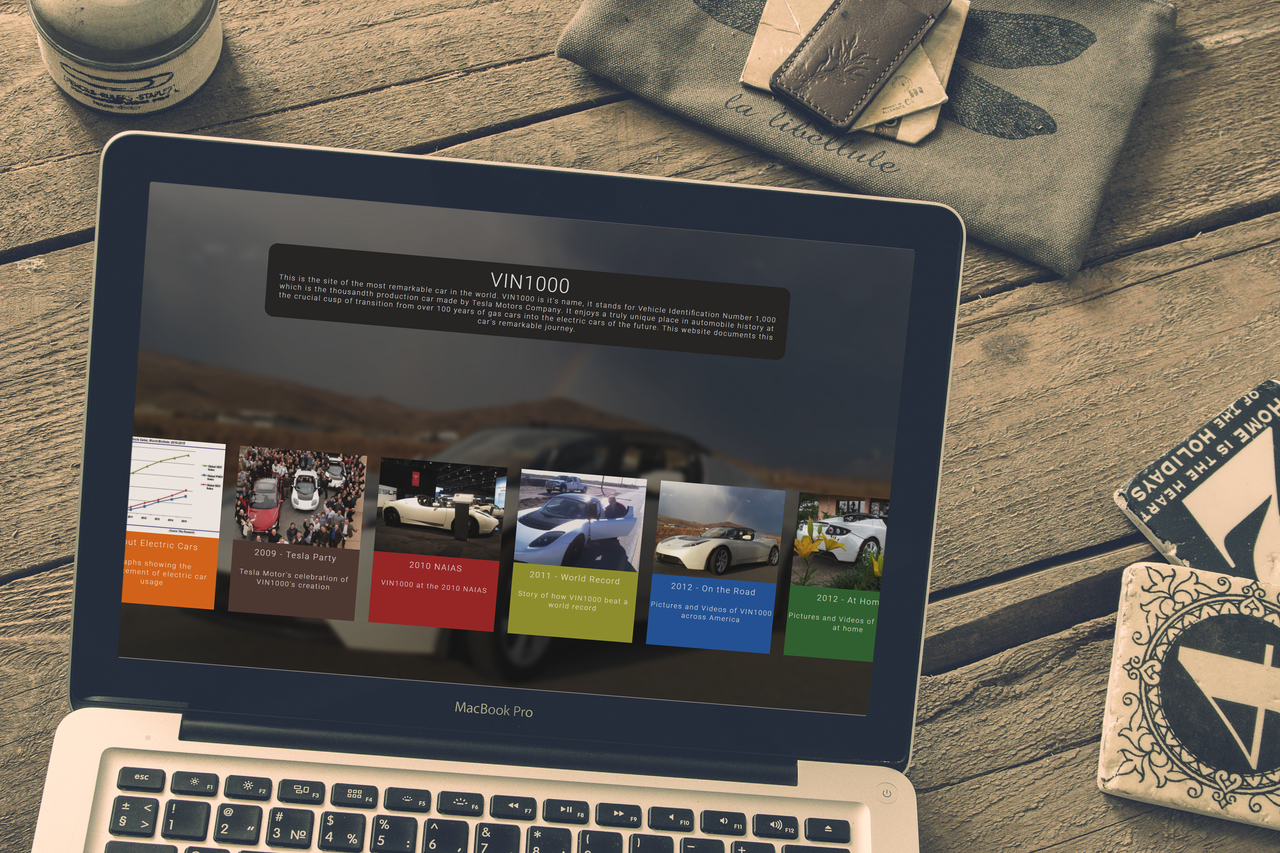 la libellule
HOME IS THE HEART
OF THE HOLIDAYS
VIN1000
This is the site of the most remarkable car in the world. VIN1000 is it's name, it stands for Vehicle Identification Number 1,000
which is the thousandth production car made by Tesla Motors Company. It enjoys a truly unique place in automobile history at
the crucial cusp of transition from over 100 years of gas cars into the electric cars of the future. This website documents this
car's remarkable journey.
ut Electric Cars
phs showing the
ement of electric car
usage
2009 - Tesla Party
Tesla Motor's celebration of
VIN1000's creation
2010 NAIAS
VIN1000 at the 2010 NAIAS
2011 - World Record
Story of how VIN1000 beat a
world record
2012 - On the Road
Pictures and Videos of VIN1000
across America
2012 - At Hom
Pictures and Videos of
at home
MacBook Pro
esc F1 F2 F3 F4 F5 F6 F7 F8 F9 F10 F11 F12
± < ! @ # $ % & *
§ > 1 2 " 3 № 4 % 5 : 6 , 7 8